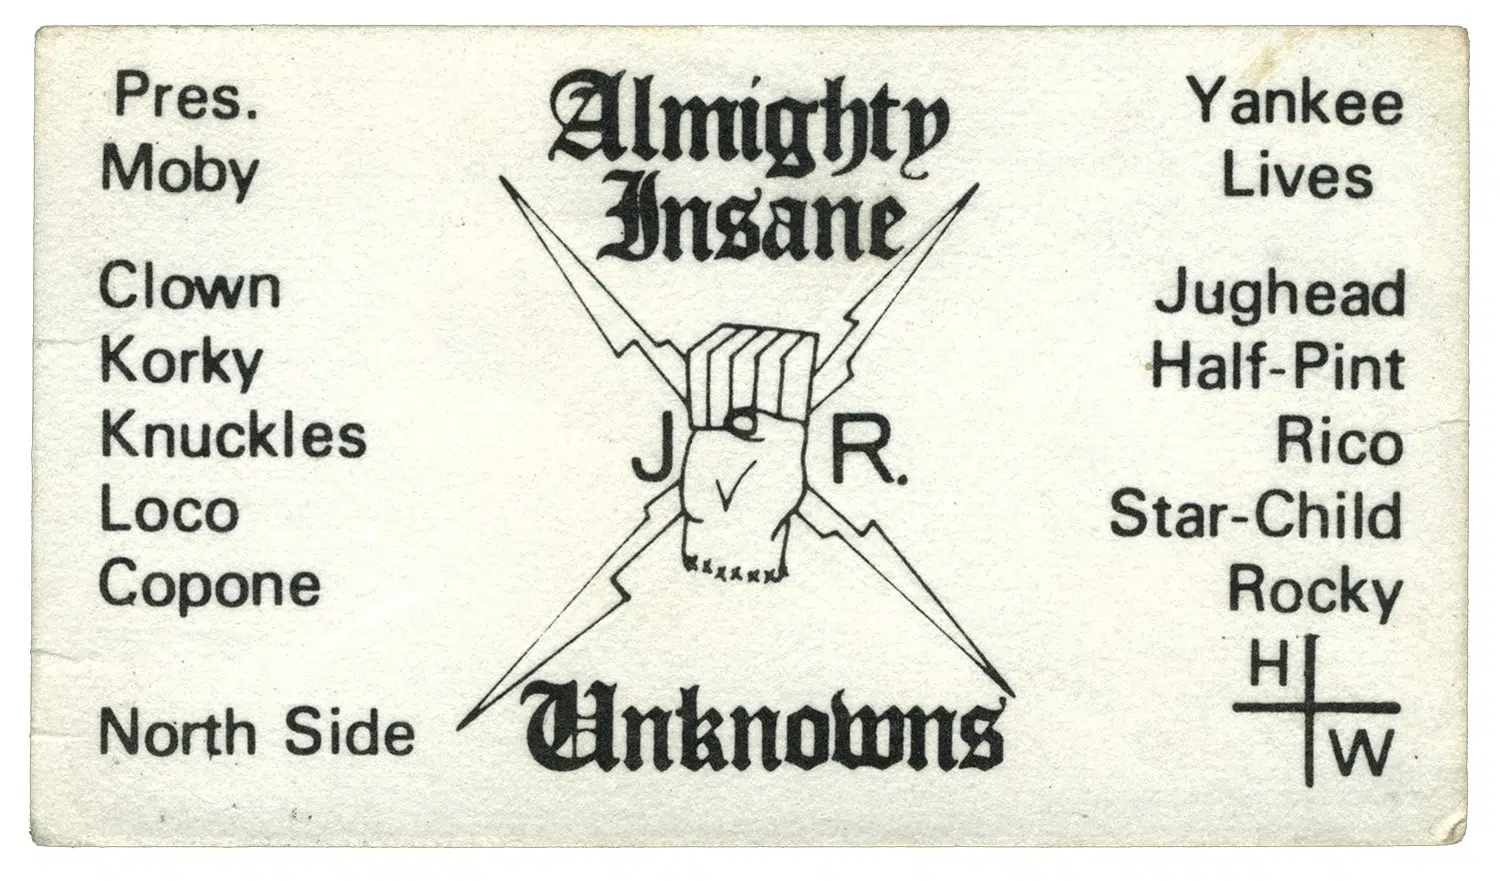 Pres.
Moby
Clown
Korky
Knuckles
Loco
Copone
North Side
Almighty
Insane
J R.
Unknowns
Yankee
Lives
Jughead
Half-Pint
Rico
Star-Child
Rocky
H
W